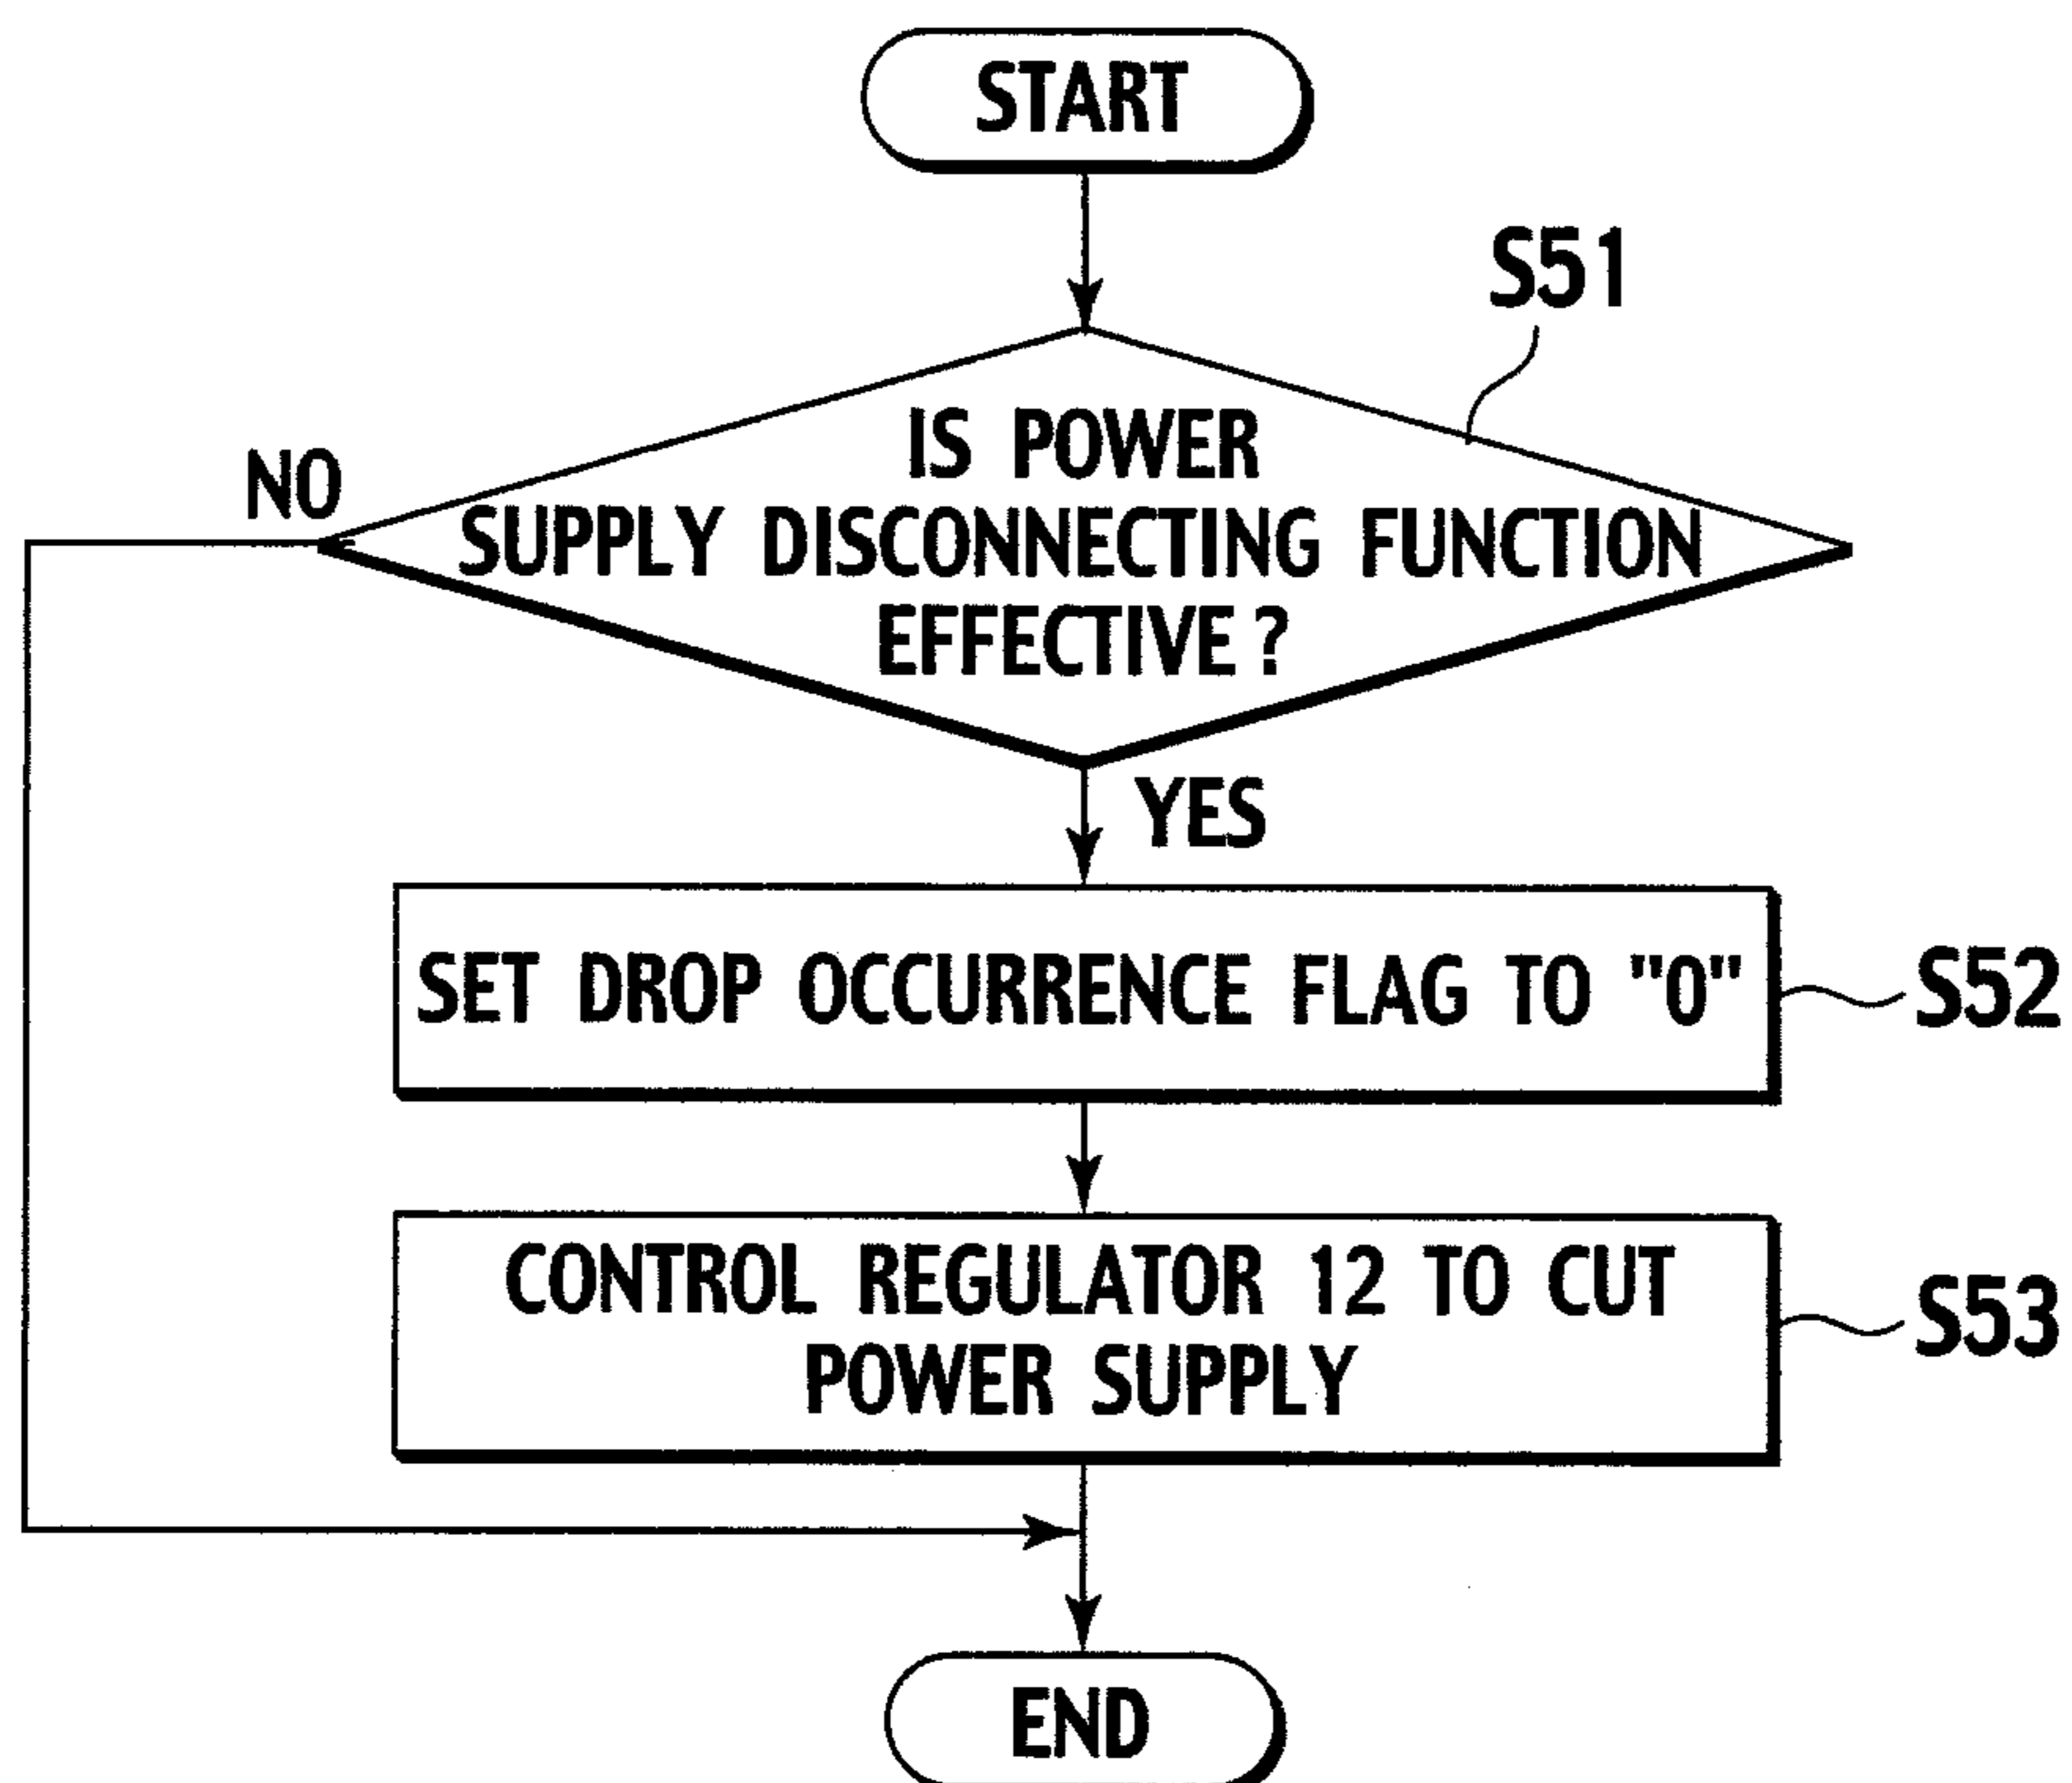 START
S51
IS POWER
NO
SUPPLY DISCONNECTING FUNCTION
EFFECTIVE?
YES
SET DROP OCCURRENCE FLAG TO "0"
S52
CONTROL REGULATOR 12 TO CUT
POWER SUPPLY
S53
END